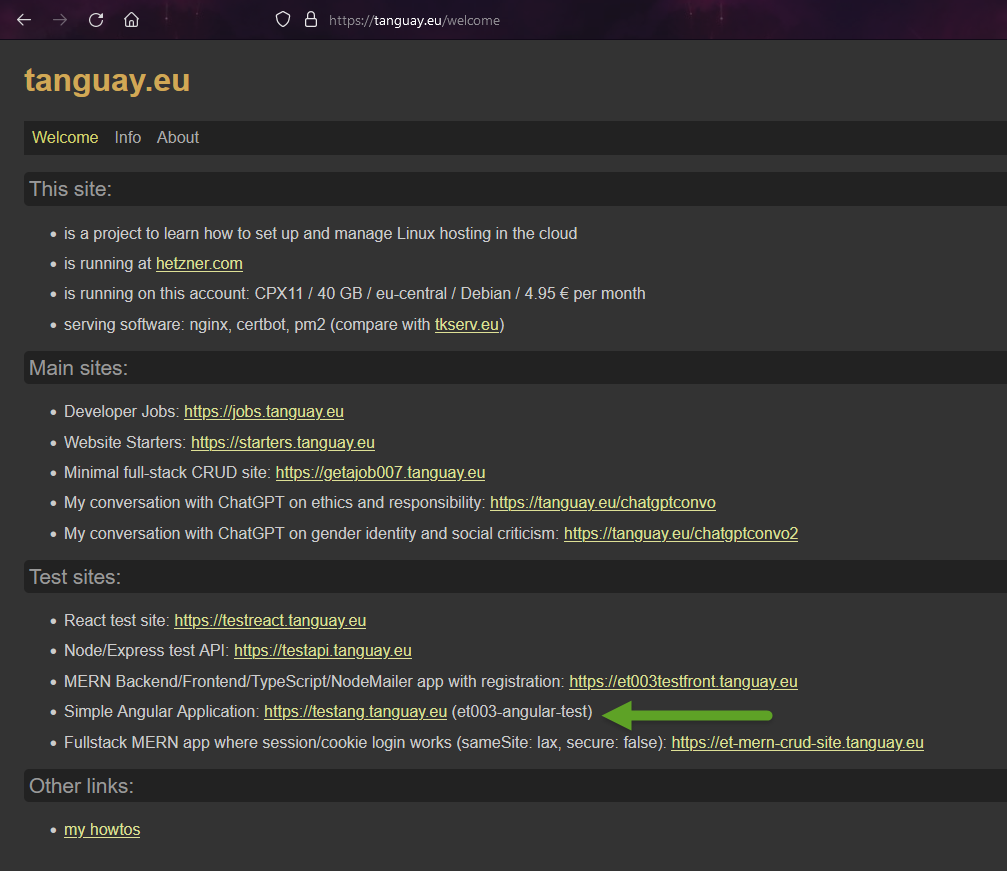 https://tanguay.eu/welcome
tanguay.eu
Welcome Info About
This site:
• is a project to learn how to set up and manage Linux hosting in the cloud
• is running at hetzner.com
• is running on this account: CPX11 / 40 GB / eu-central / Debian / 4.95 € per month
• serving software: nginx, certbot, pm2 (compare with tkserv.eu)
Main sites:
• Developer Jobs: https://jobs.tanguay.eu
• Website Starters: https://starters.tanguay.eu
• Minimal full-stack CRUD site: https://getajob007.tanguay.eu
• My conversation with ChatGPT on ethics and responsibility: https://tanguay.eu/chatgptconvo
• My conversation with ChatGPT on gender identity and social criticism: https://tanguay.eu/chatgptconvo2
Test sites:
• React test site: https://testreact.tanguay.eu
• Node/Express test API: https://testapi.tanguay.eu
• MERN Backend/Frontend/TypeScript/NodeMailer app with registration: https://et003testfront.tanguay.eu
• Simple Angular Application: https://testang.tanguay.eu (et003-angular-test)
• Fullstack MERN app where session/cookie login works (sameSite: lax, secure: false): https://et-mern-crud-site.tanguay.eu
Other links:
• my howtos